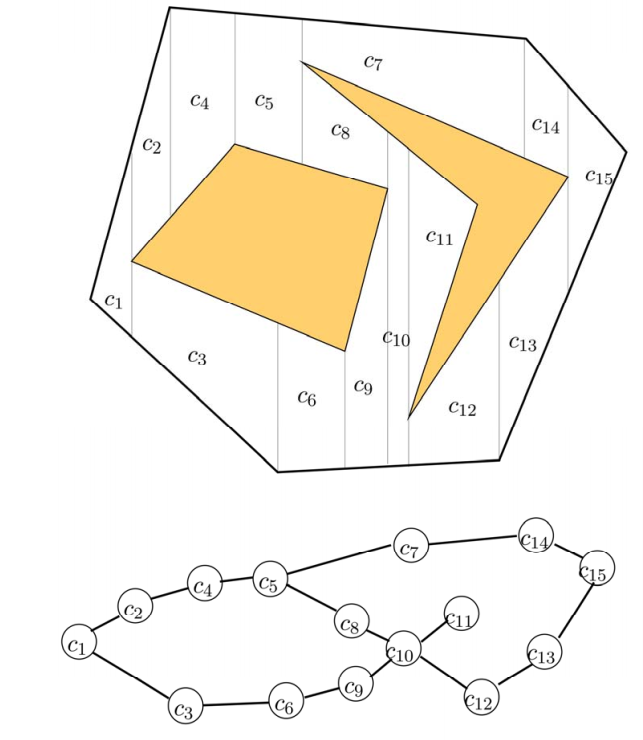 c₇
c₄ c₅
c₈ c₁₄
c₂
c₁₅
c₁₁
c₁
c₁₀ c₁₃
c₃
c₉
c₆ c₁₂
c₇ c₁₄
c₁₅
c₂ c₄ c₅
c₈ c₁₁
c₁ c₁₀ c₁₃
c₃ c₆ c₉ c₁₂